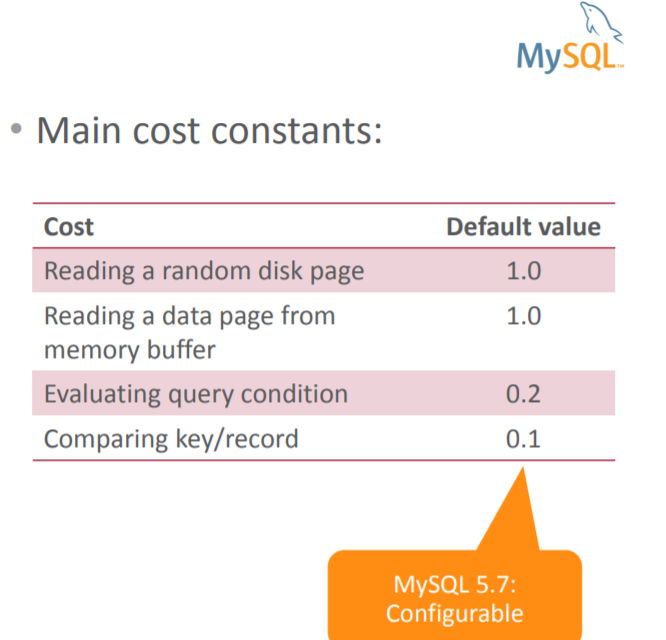 MySQL™
• Main cost constants:
Cost Default value
Reading a random disk page 1.0
Reading a data page from 1.0
memory buffer
Evaluating query condition 0.2
Comparing key/record 0.1
MySQL 5.7:
Configurable